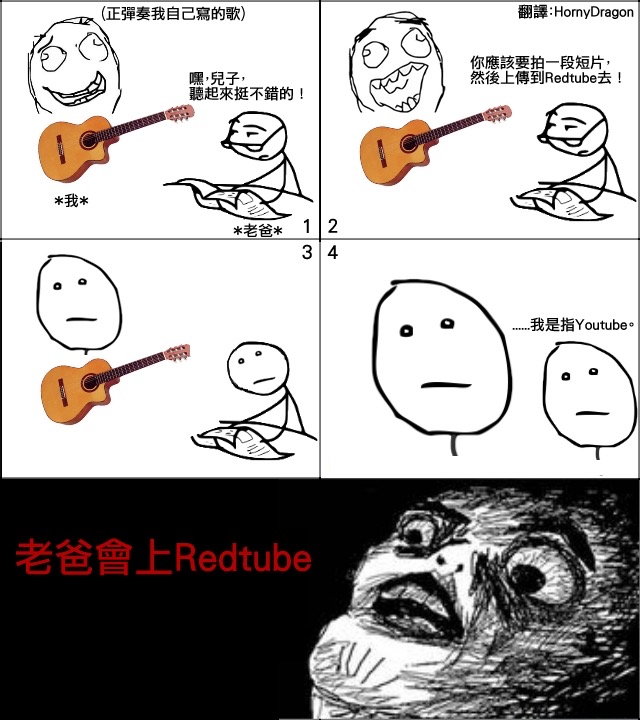 (正彈奏我自己寫的歌)
嘿,兒子,
聽起來挺不錯的！
*我*
*老爸*
1
翻譯:HornyDragon
你應該要拍一段短片,
然後上傳到Redtube去！
2
3
4
......我是指Youtube。
老爸會上Redtube